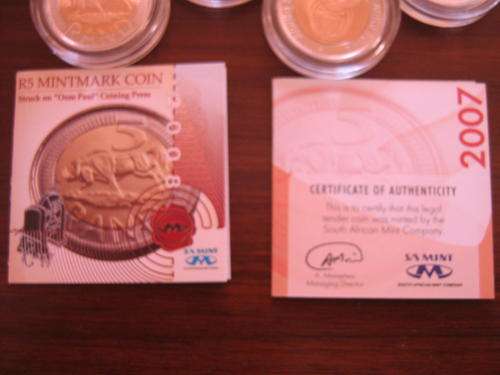 R5 MINTMARK COIN
Struck on "Oom Paul" Coining Press
2008
SA MINT
2007
CERTIFICATE OF AUTHENTICITY
This is to certify that this legal
tender coin was minted by the
South African Mint Company.
Managing Director
SA MINT
SOUTH AFRICAN MINT COMPANY